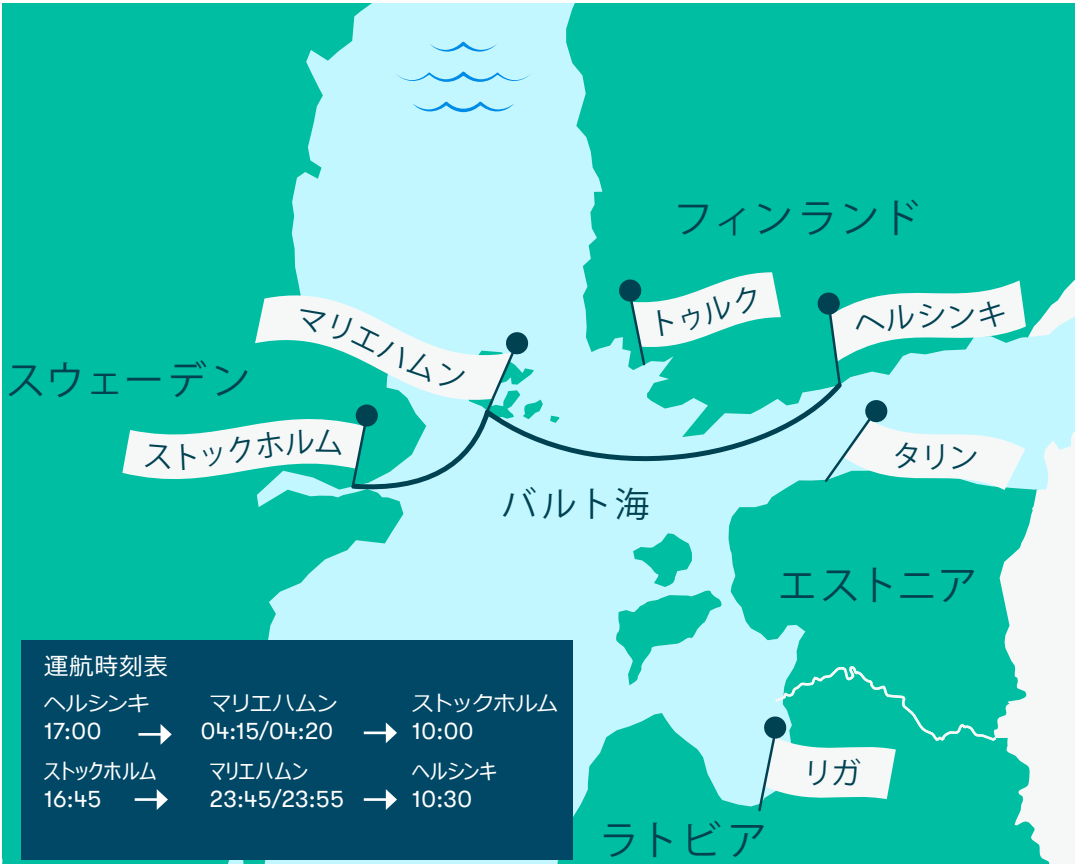 フィンランド
トゥルク
ヘルシンキ
マリエハムン
スウェーデン
ストックホルム
タリン
バルト海
エストニア
リガ
ラトビア
運航時刻表
ヘルシンキ マリエハムン ストックホルム
17:00 → 04:15/04:20 → 10:00
ストックホルム マリエハムン ヘルシンキ
16:45 → 23:45/23:55 → 10:30